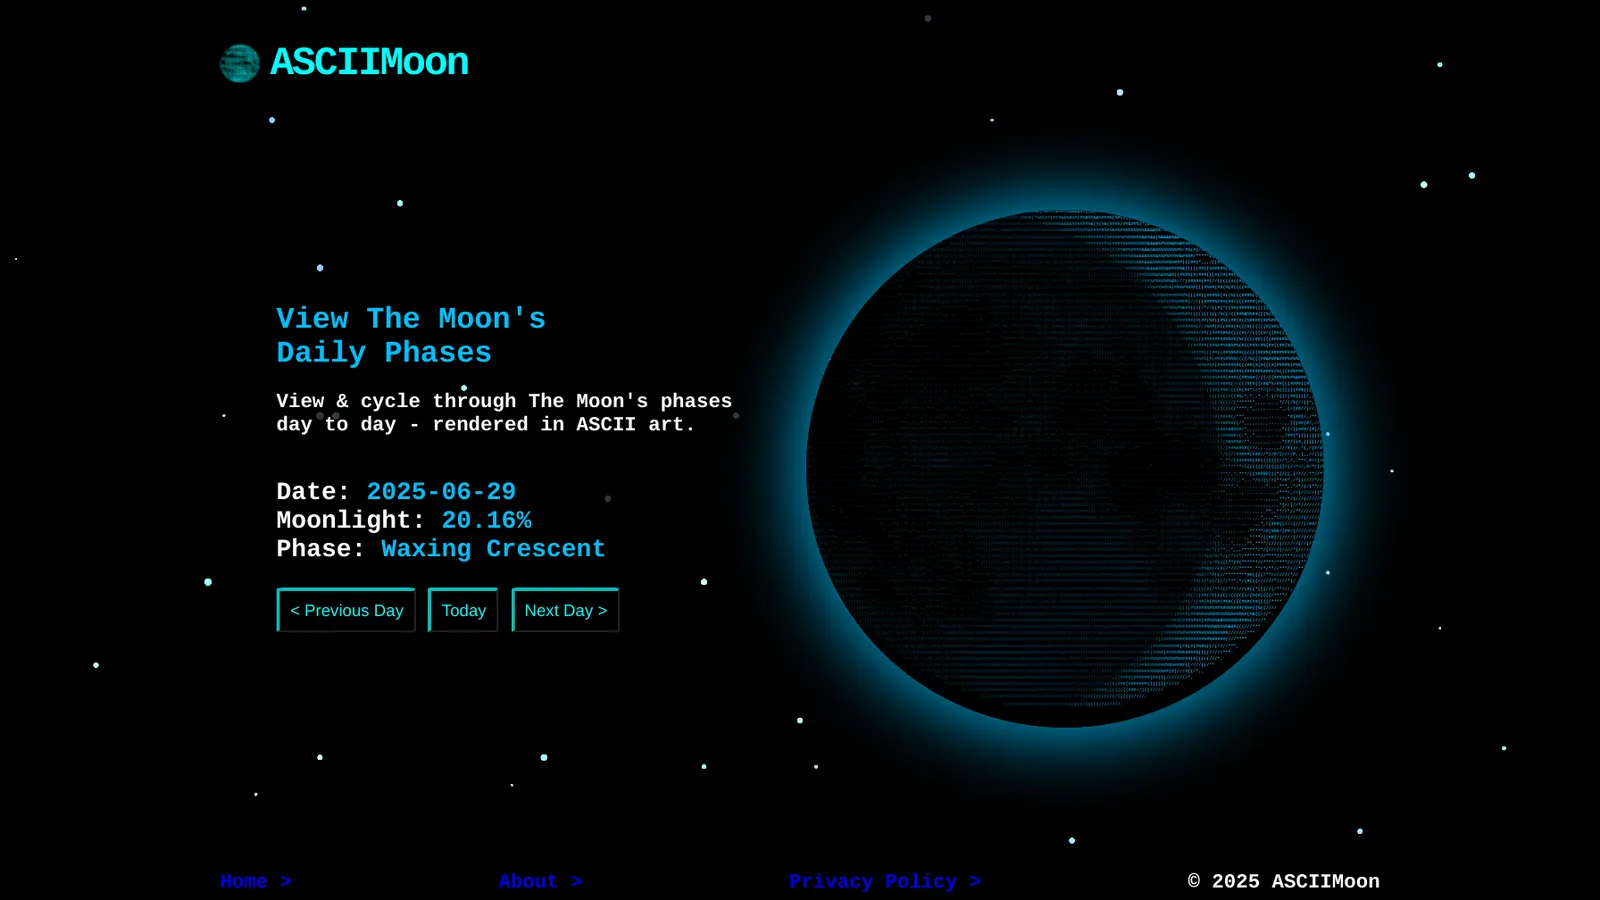 ASCIIMoon
View The Moon's
Daily Phases
View & cycle through The Moon's phases
day to day - rendered in ASCII art.
Date: 2025-06-29
Moonlight: 20.16%
Phase: Waxing Crescent
< Previous Day
Today
Next Day >
Home >
About >
Privacy Policy >
© 2025 ASCIIMoon